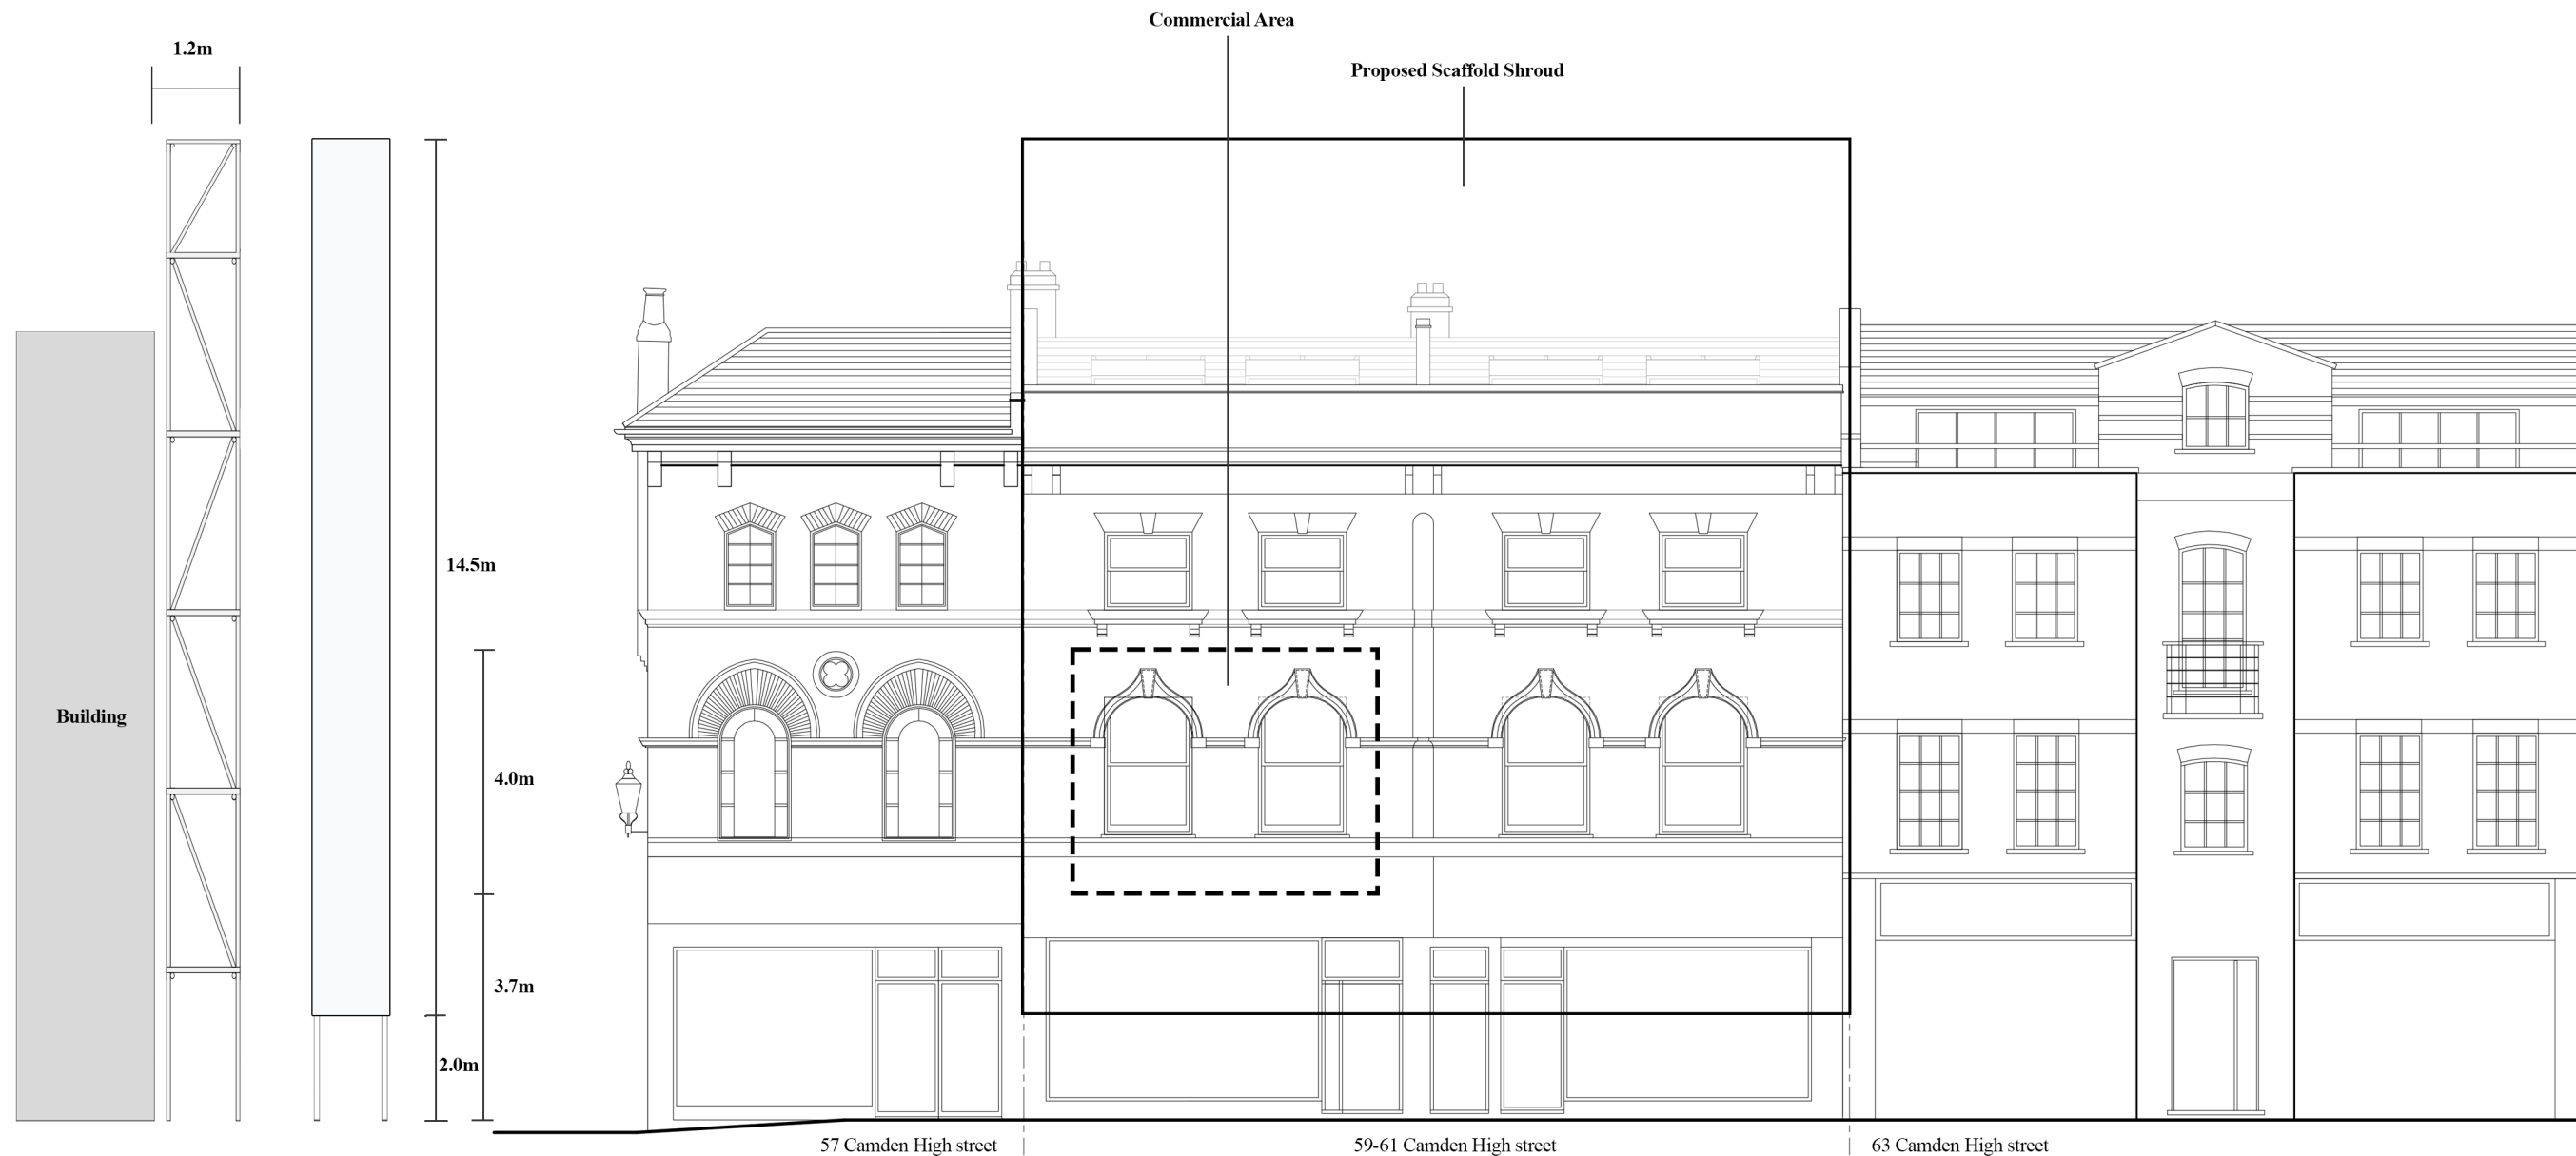 Commercial Area
1.2m
Proposed Scaffold Shroud
14.5m
Building
4.0m
3.7m
2.0m
57 Camden High street
59-61 Camden High street
63 Camden High street